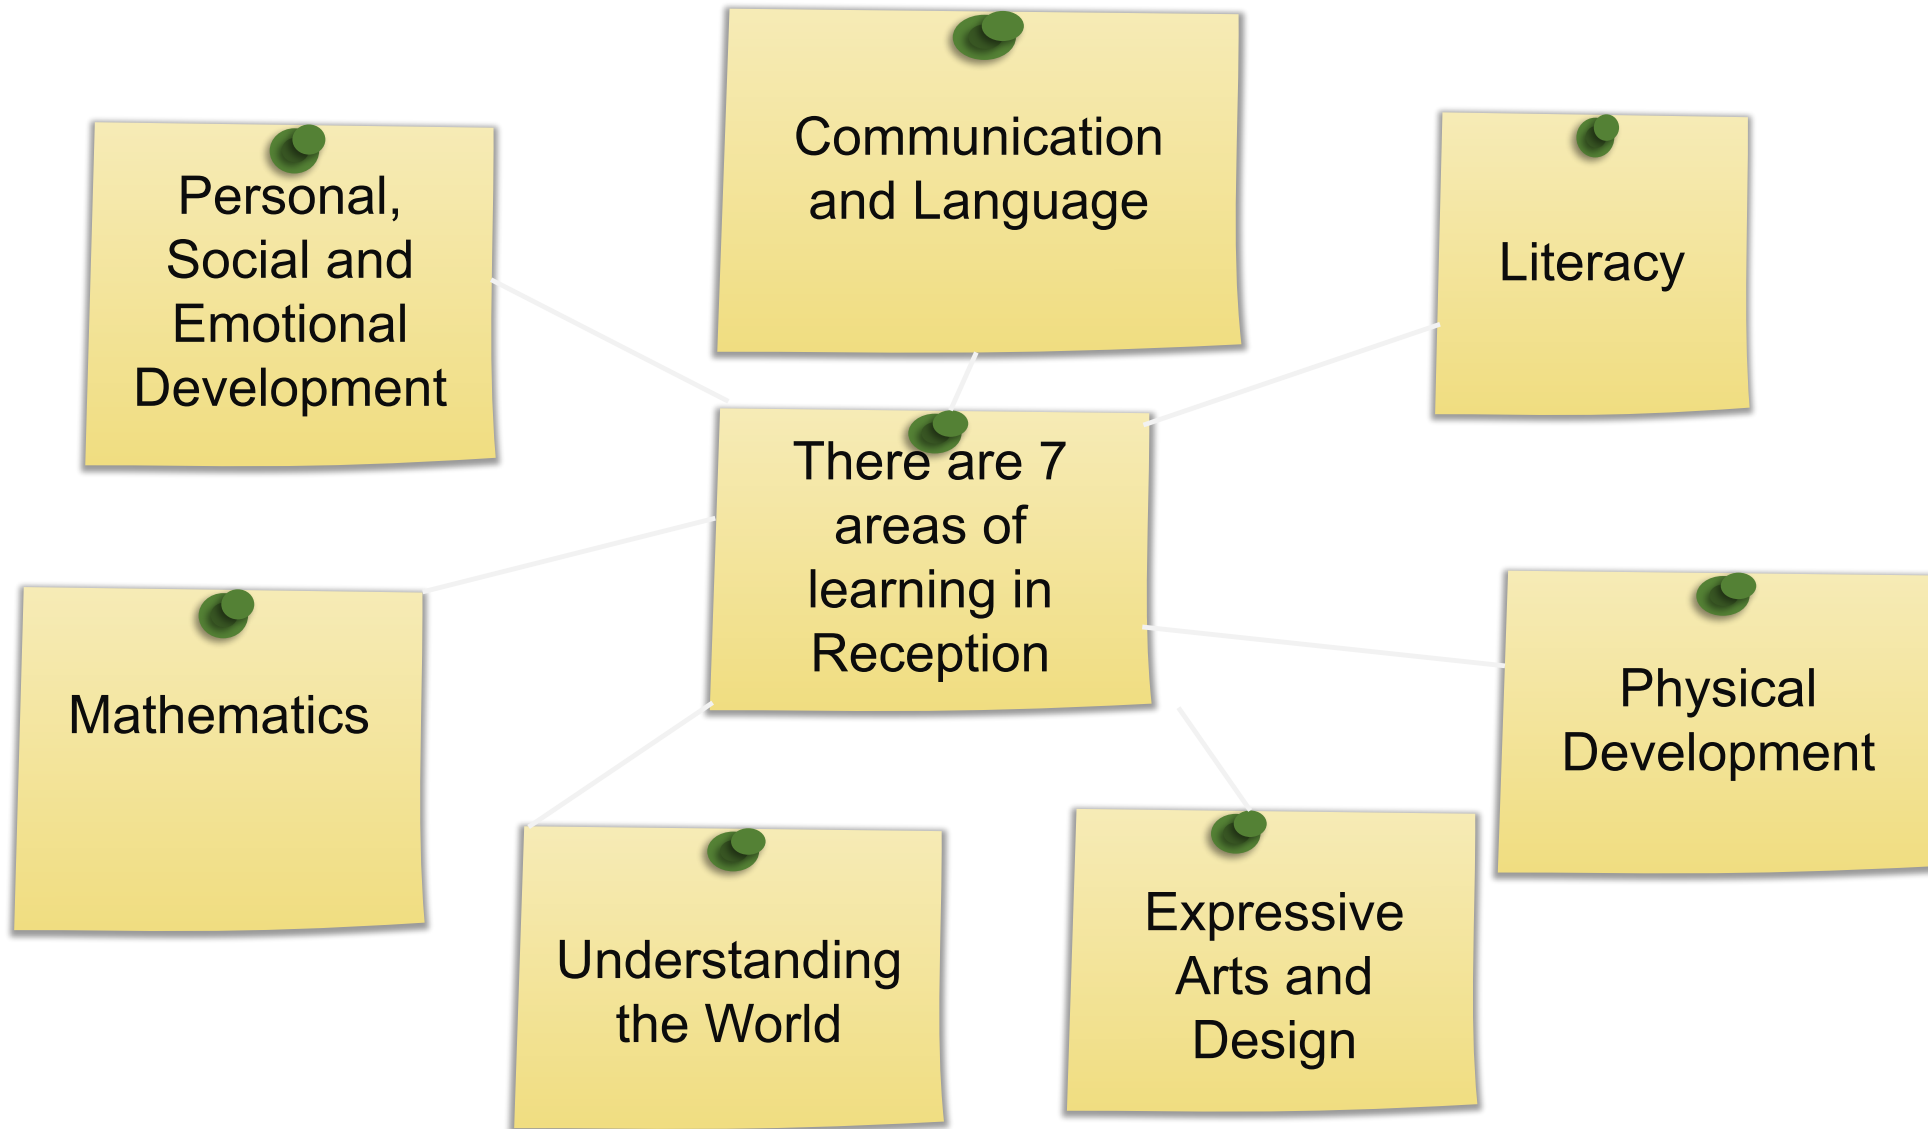 Communication
and Language
Personal,
Social and
Emotional
Development
Literacy
There are 7
areas of
learning in
Reception
Mathematics
Physical
Development
Understanding
the World
Expressive
Arts and
Design